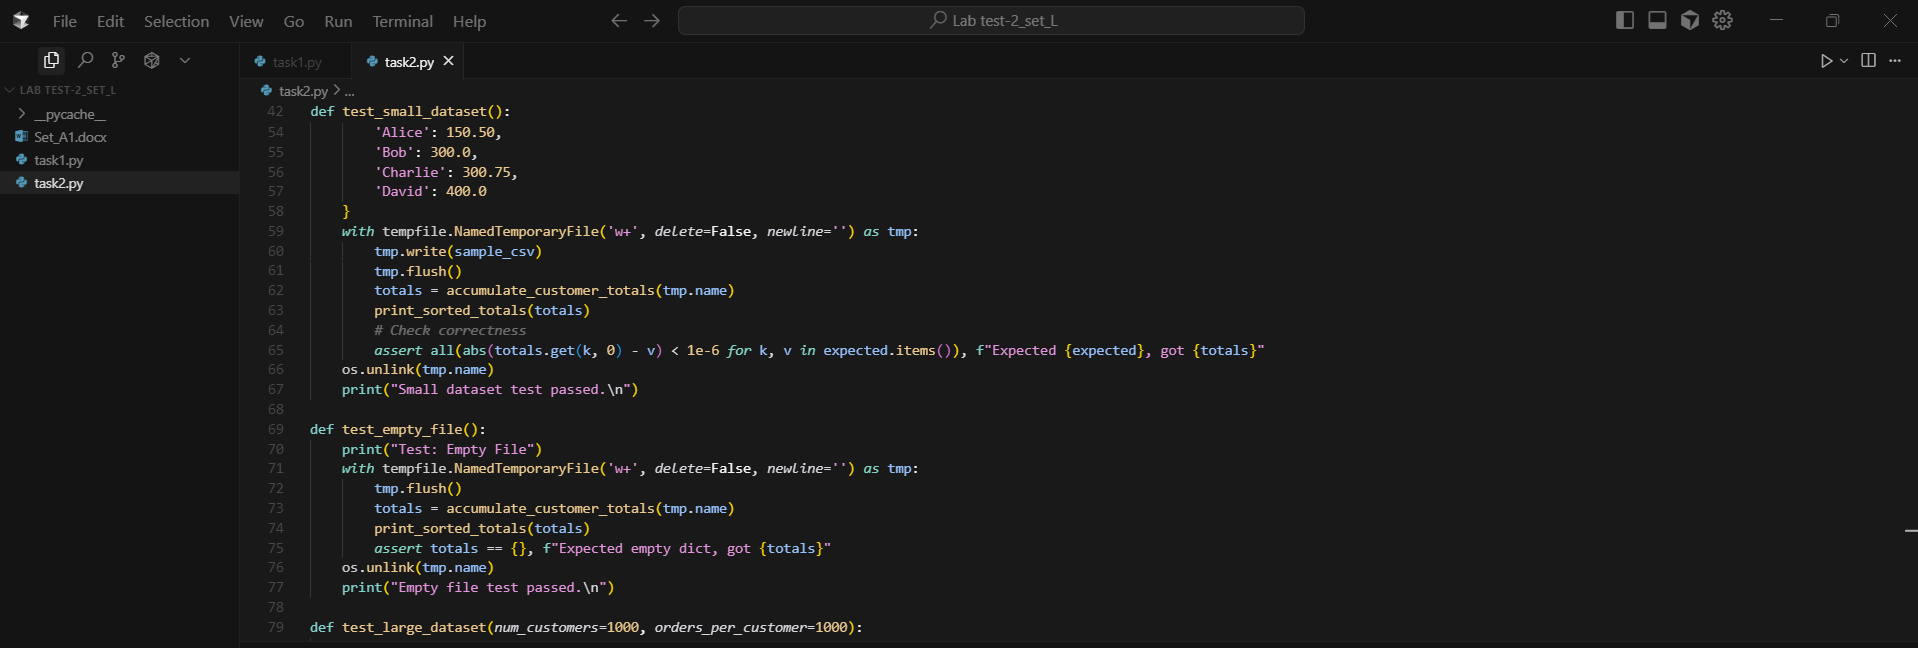 File Edit Selection View Go Run Terminal Help
Lab test-2_set_L
task1.py
task2.py
LAB TEST-2_SET_L
__pycache__
Set_A1.docx
task1.py
task2.py
task2.py > ...
42 def test_small_dataset():
54 'Alice': 150.50,
55 'Bob': 300.0,
56 'Charlie': 300.75,
57 'David': 400.0
58 }
59 with tempfile.NamedTemporaryFile('w+', delete=False, newline='') as tmp:
60 tmp.write(sample_csv)
61 tmp.flush()
62 totals = accumulate_customer_totals(tmp.name)
63 print_sorted_totals(totals)
64 # Check correctness
65 assert all(abs(totals.get(k, 0) - v) < 1e-6 for k, v in expected.items()), f"Expected {expected}, got {totals}"
66 os.unlink(tmp.name)
67 print("Small dataset test passed.\n")
68
69 def test_empty_file():
70 print("Test: Empty File")
71 with tempfile.NamedTemporaryFile('w+', delete=False, newline='') as tmp:
72 tmp.flush()
73 totals = accumulate_customer_totals(tmp.name)
74 print_sorted_totals(totals)
75 assert totals == {}, f"Expected empty dict, got {totals}"
76 os.unlink(tmp.name)
77 print("Empty file test passed.\n")
78
79 def test_large_dataset(num_customers=1000, orders_per_customer=1000):